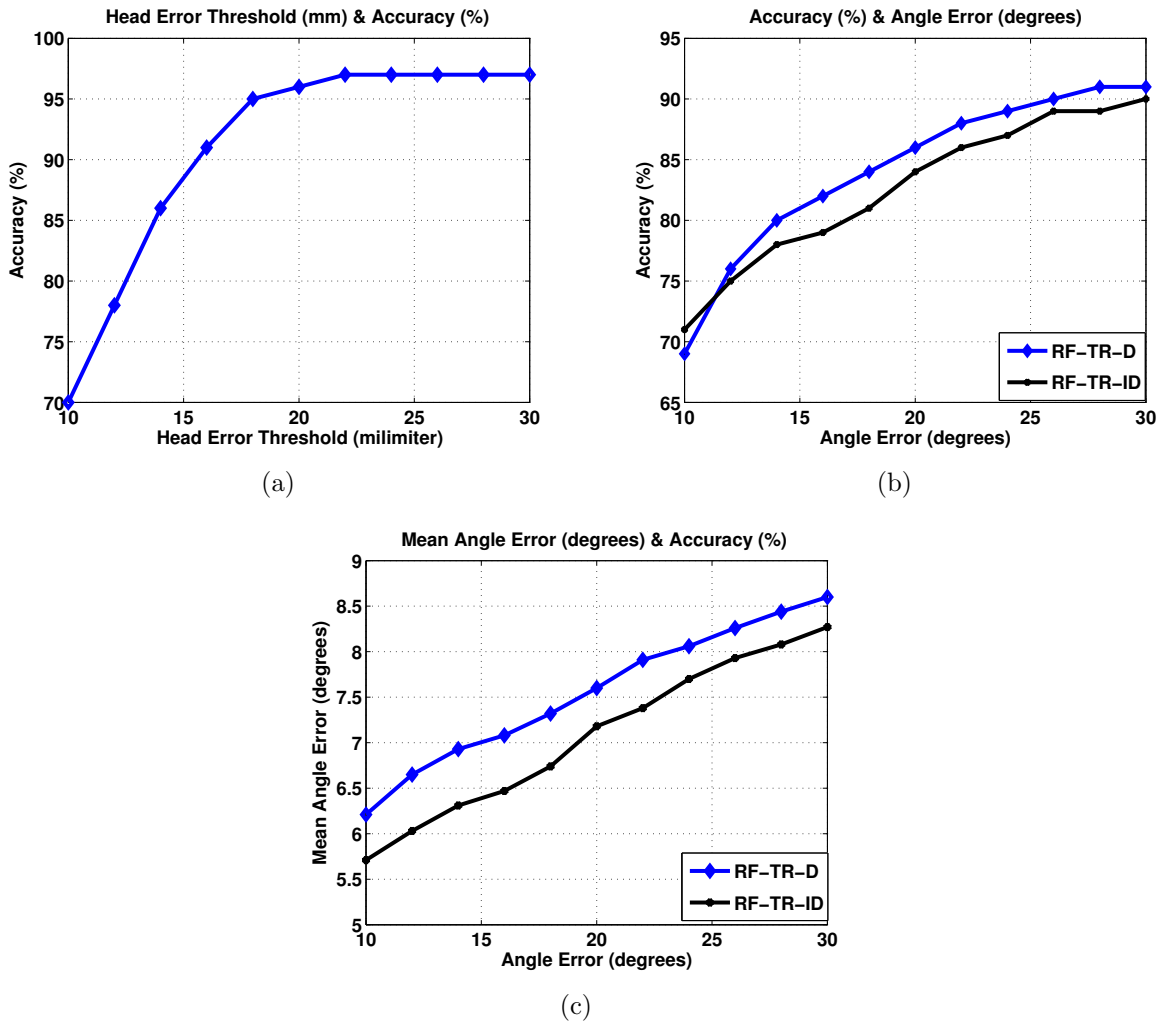 Head Error Threshold (mm) & Accuracy (%)
100
95
90
85
80
75
70
10
15
20
25
30
Accuracy (%)
Head Error Threshold (milimiter)
(a)
Accuracy (%) & Angle Error (degrees)
95
90
85
80
75
70
65
10
15
20
25
30
Accuracy (%)
RF-TR-D
RF-TR-ID
Angle Error (degrees)
(b)
Mean Angle Error (degrees) & Accuracy (%)
9
8.5
8
7.5
7
6.5
6
5.5
5
10
15
20
25
30
Mean Angle Error (degrees)
RF-TR-D
RF-TR-ID
Angle Error (degrees)
(c)